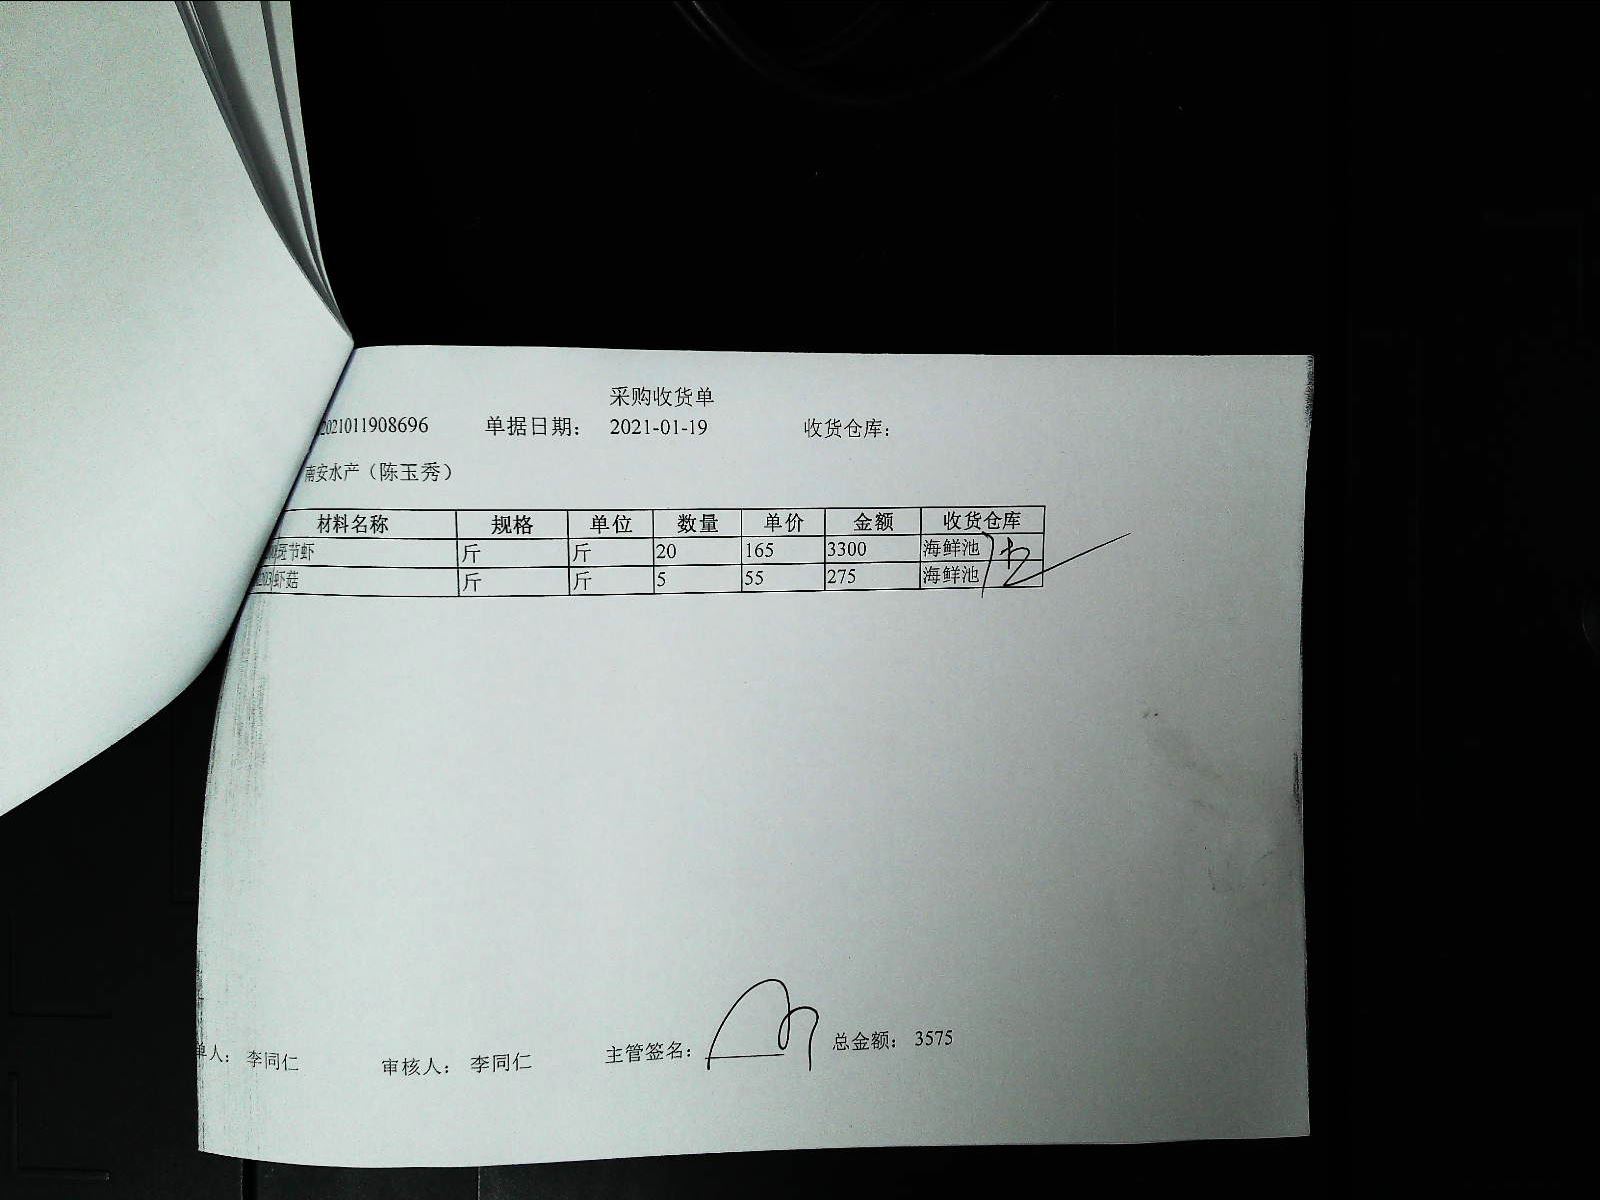 采购收货单
2021011908696 单据日期： 2021-01-19 收货仓库：
南安水产（陈玉秀）
材料名称 规格 单位 数量 单价 金额 收货仓库
斑节虾 斤 斤 20 165 3300 海鲜池
虾菇 斤 斤 5 55 275 海鲜池
单人： 李同仁 审核人： 李同仁 主管签名： 总金额： 3575